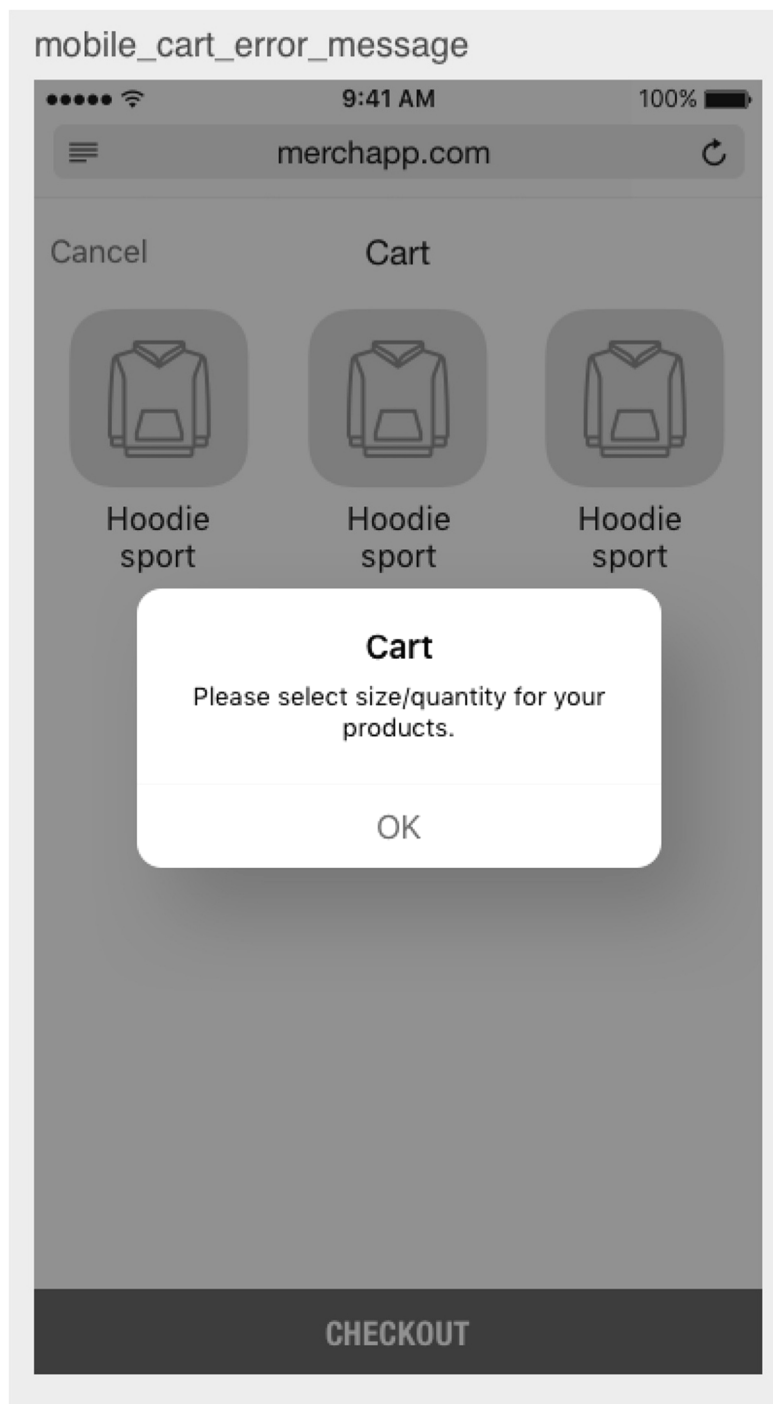 mobile_cart_error_message
9:41 AM 100%
merchapp.com
Cancel Cart
Hoodie Hoodie Hoodie
sport sport sport
Cart
Please select size/quantity for your
products.
OK
CHECKOUT